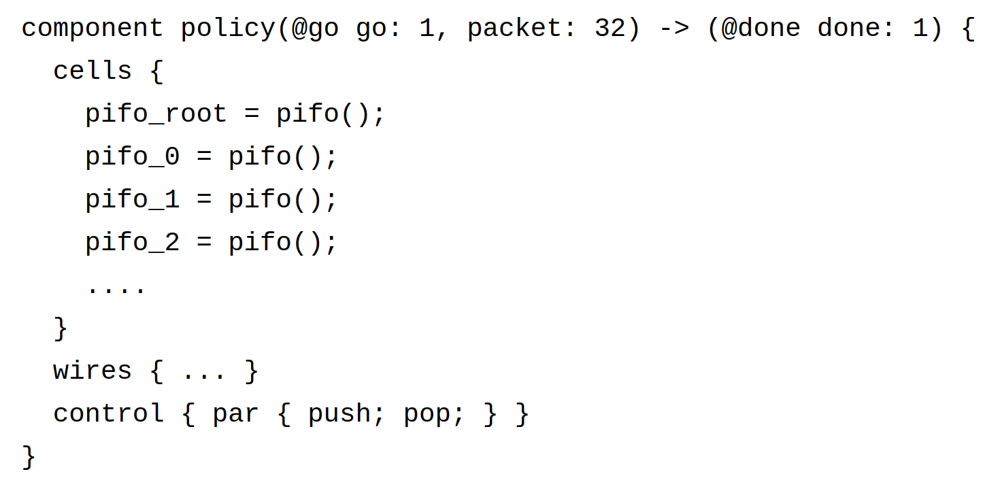 component policy(@go go: 1, packet: 32) -> (@done done: 1) {
  cells {
    pifo_root = pifo();
    pifo_0 = pifo();
    pifo_1 = pifo();
    pifo_2 = pifo();
    ....
  }
  wires { ... }
  control { par { push; pop; } }
}